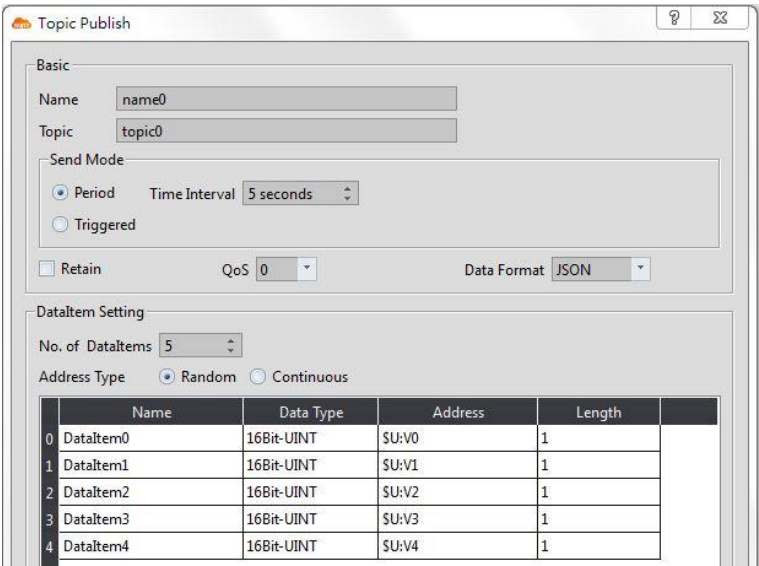 Topic Publish
Basic
Name name0
Topic topic0
Send Mode
Period Time Interval 5 seconds
Triggered
Retain QoS 0 Data Format JSON
DataItem Setting
No. of DataItems 5
Address Type Random Continuous
Name Data Type Address Length
0 DataItem0 16Bit-UINT $U:V0 1
1 DataItem1 16Bit-UINT $U:V1 1
2 DataItem2 16Bit-UINT $U:V2 1
3 DataItem3 16Bit-UINT $U:V3 1
4 DataItem4 16Bit-UINT $U:V4 1